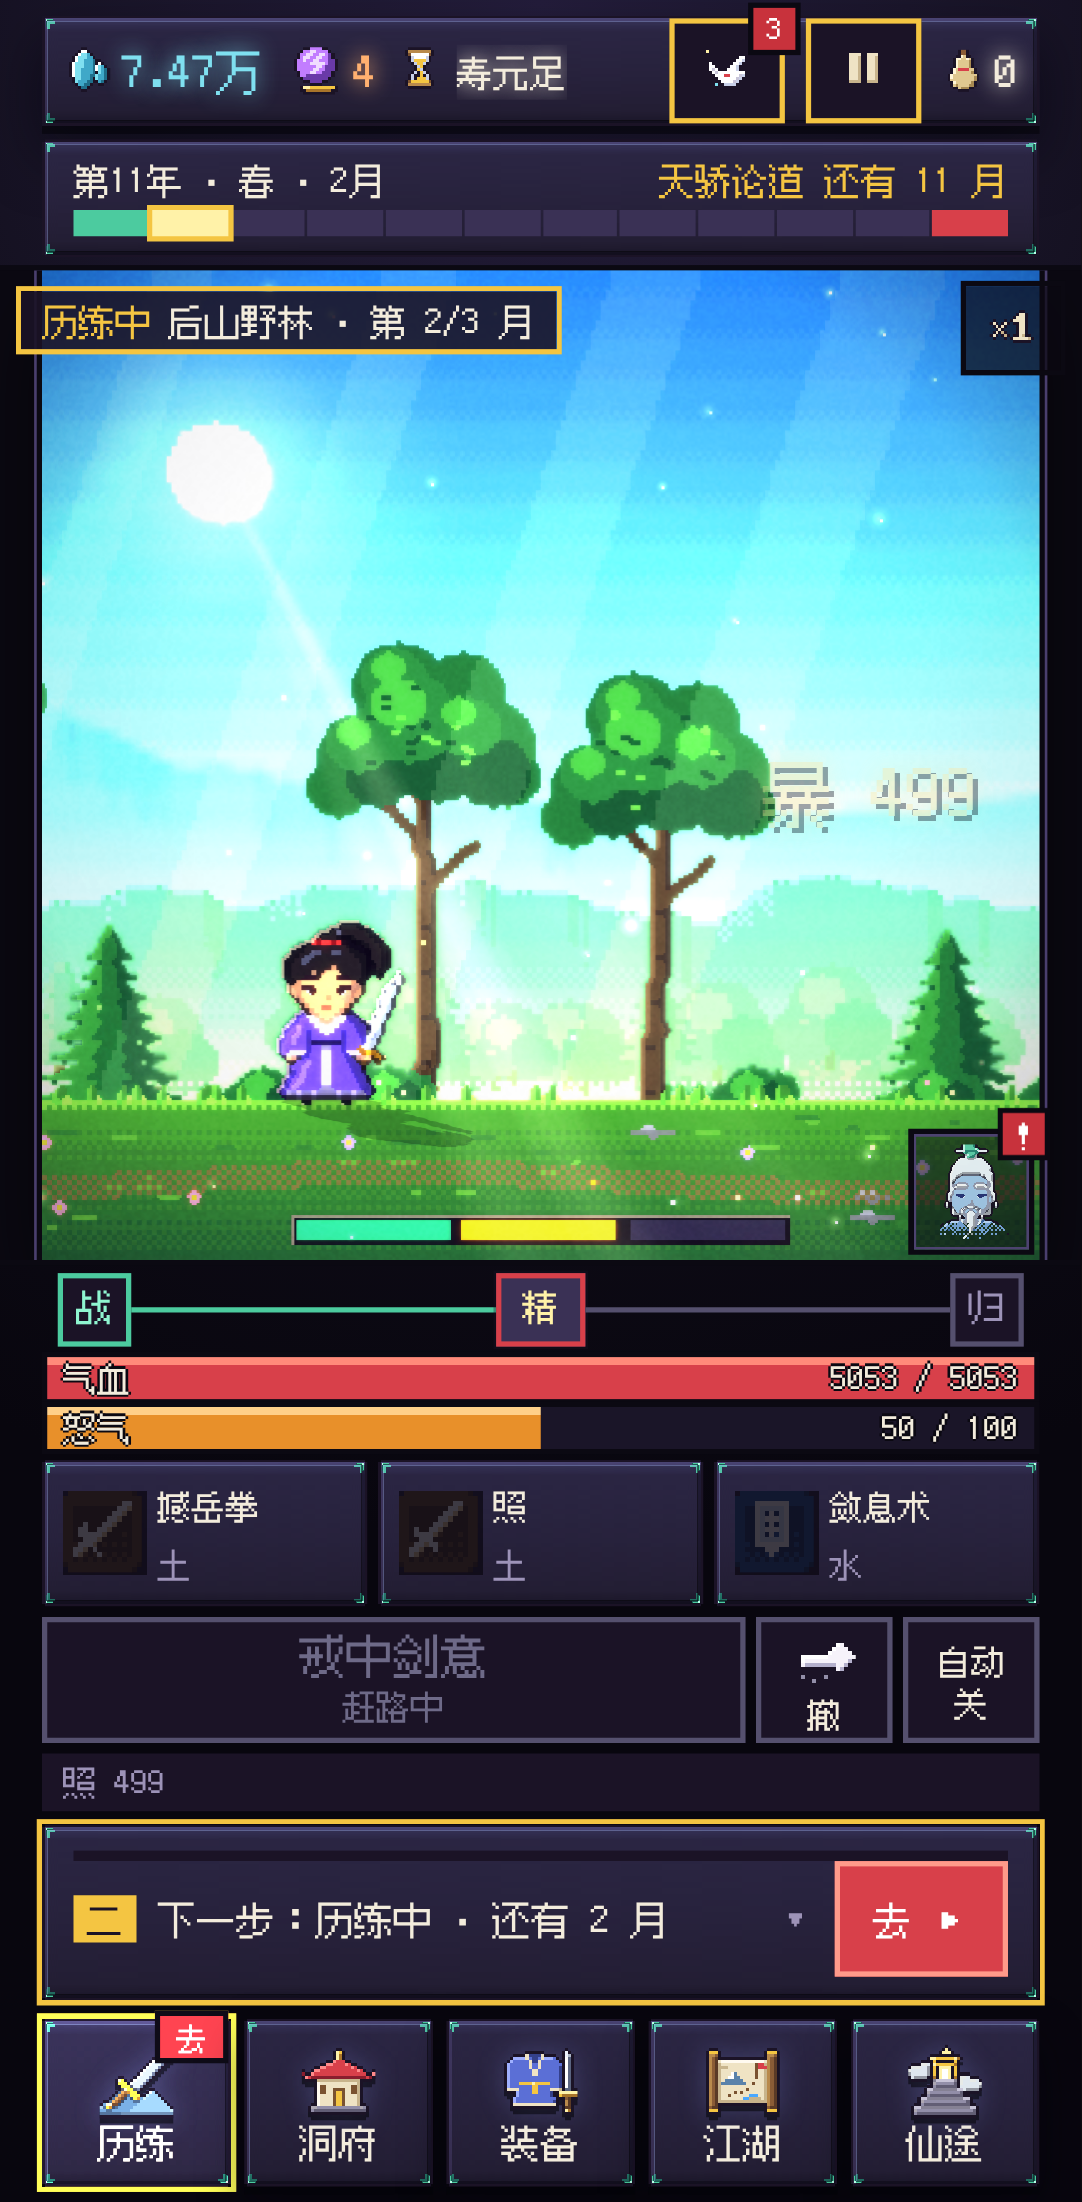 7.47万 4 寿元足 3 0
第11年 · 春 · 2月 天骄论道 还有 11 月
历练中 后山野林 · 第 2/3 月
×1
暴 499
!
战 精 归
气血 5053 / 5053
怒气 50 / 100
撼岳拳 照 敛息术
土 土 水
戒中剑意
赶路中
撤
自动
关
照 499
二 下一步：历练中 · 还有 2 月 ▼ 去 ▶
去
历练 洞府 装备 江湖 仙途